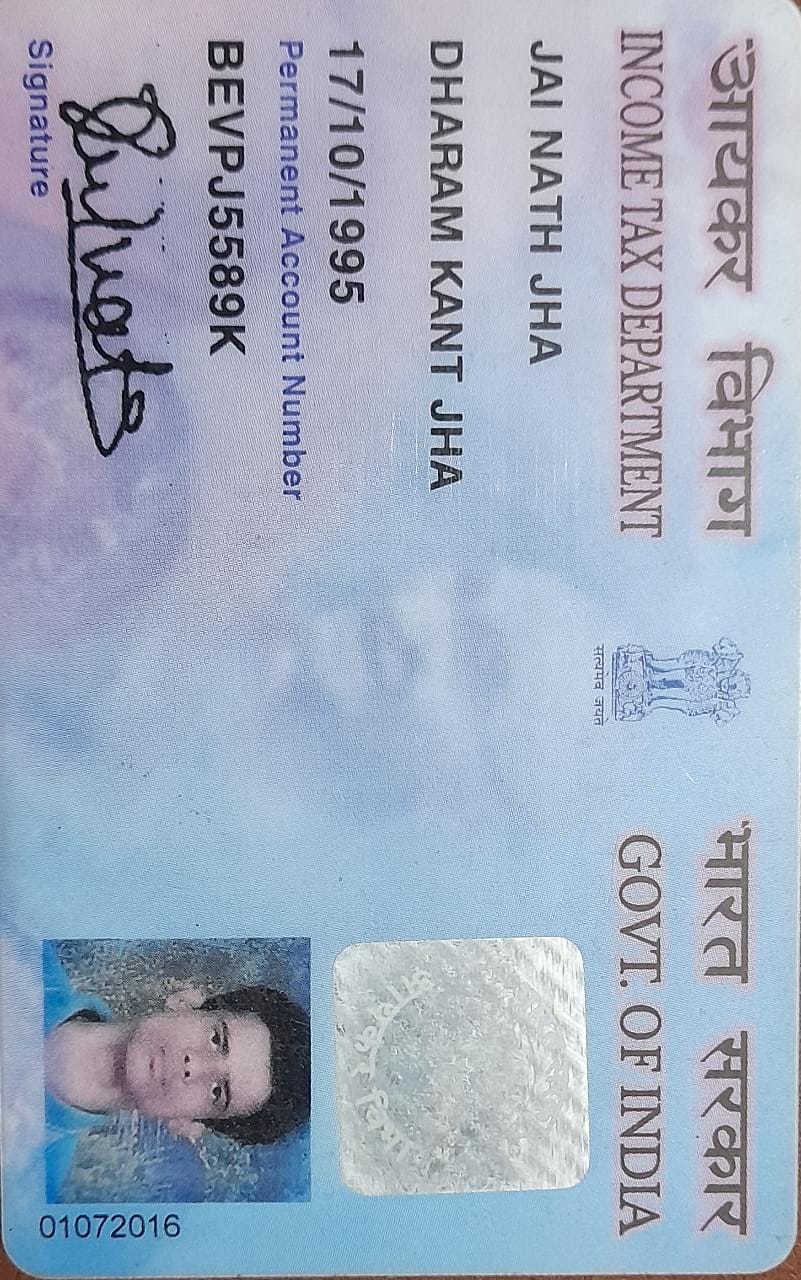 आयकर विभाग
INCOME TAX DEPARTMENT
सत्यमेव जयते
भारत सरकार
GOVT. OF INDIA
JAI NATH JHA
DHARAM KANT JHA
17/10/1995
Permanent Account Number
BEVPJ5589K
Signature
आयकर विभाग
01072016